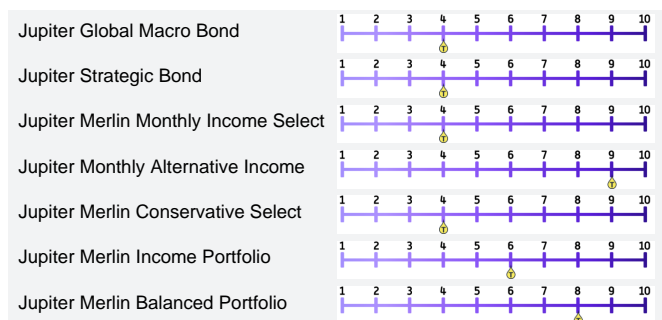 1 2 3 4 5 6 7 8 9 10
Jupiter Global Macro Bond
T
1 2 3 4 5 6 7 8 9 10
Jupiter Strategic Bond
T
1 2 3 4 5 6 7 8 9 10
Jupiter Merlin Monthly Income Select
T
1 2 3 4 5 6 7 8 9 10
Jupiter Monthly Alternative Income
T
1 2 3 4 5 6 7 8 9 10
Jupiter Merlin Conservative Select
T
1 2 3 4 5 6 7 8 9 10
Jupiter Merlin Income Portfolio
T
1 2 3 4 5 6 7 8 9 10
Jupiter Merlin Balanced Portfolio